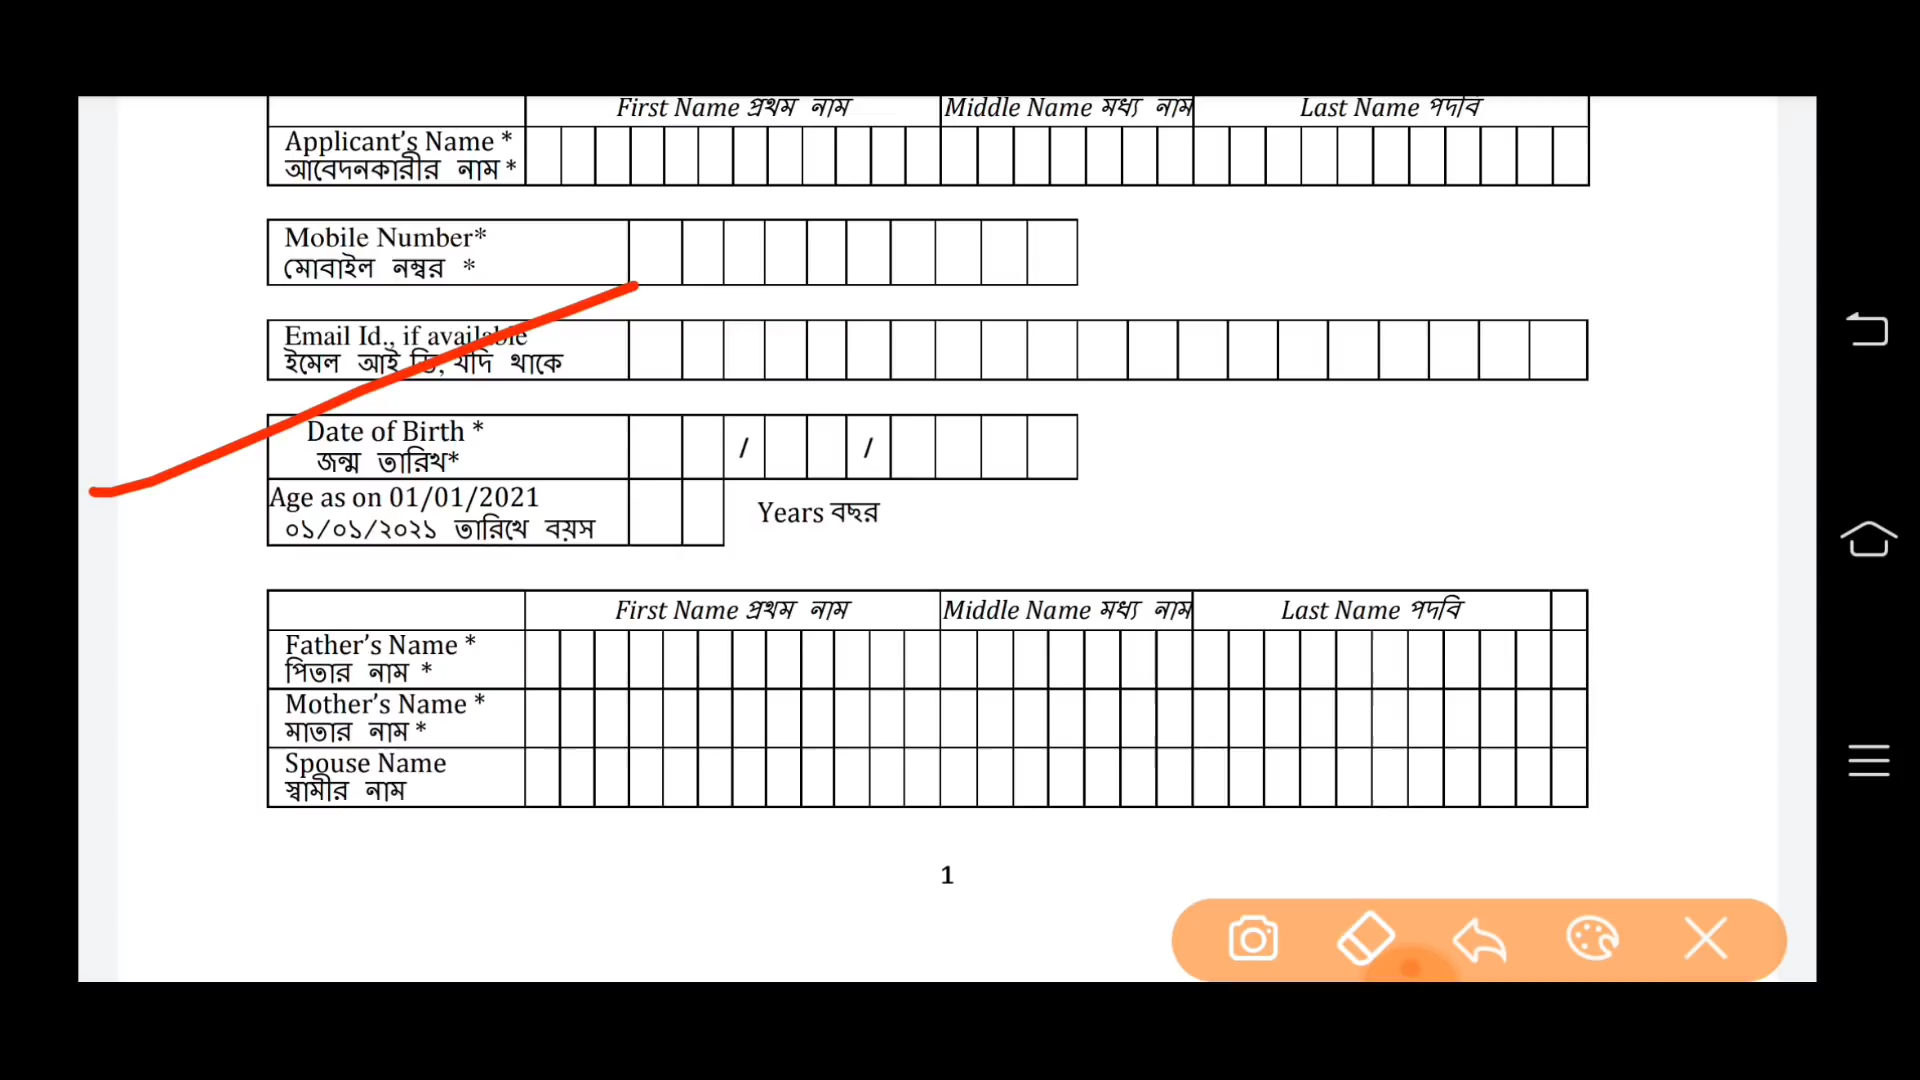 First Name প্রথম নাম Middle Name মধ্য নাম Last Name পদবি
Applicant’s Name *
আবেদনকারীর নাম *
Mobile Number*
মোবাইল নম্বর *
Email Id., if available
ইমেল আই ডি, যদি থাকে
Date of Birth * / /
জন্ম তারিখ*
Age as on 01/01/2021
০১/০১/২০২১ তারিখে বয়স
Years বছর
First Name প্রথম নাম Middle Name মধ্য নাম Last Name পদবি
Father’s Name *
পিতার নাম *
Mother’s Name *
মাতার নাম *
Spouse Name
স্বামীর নাম
1